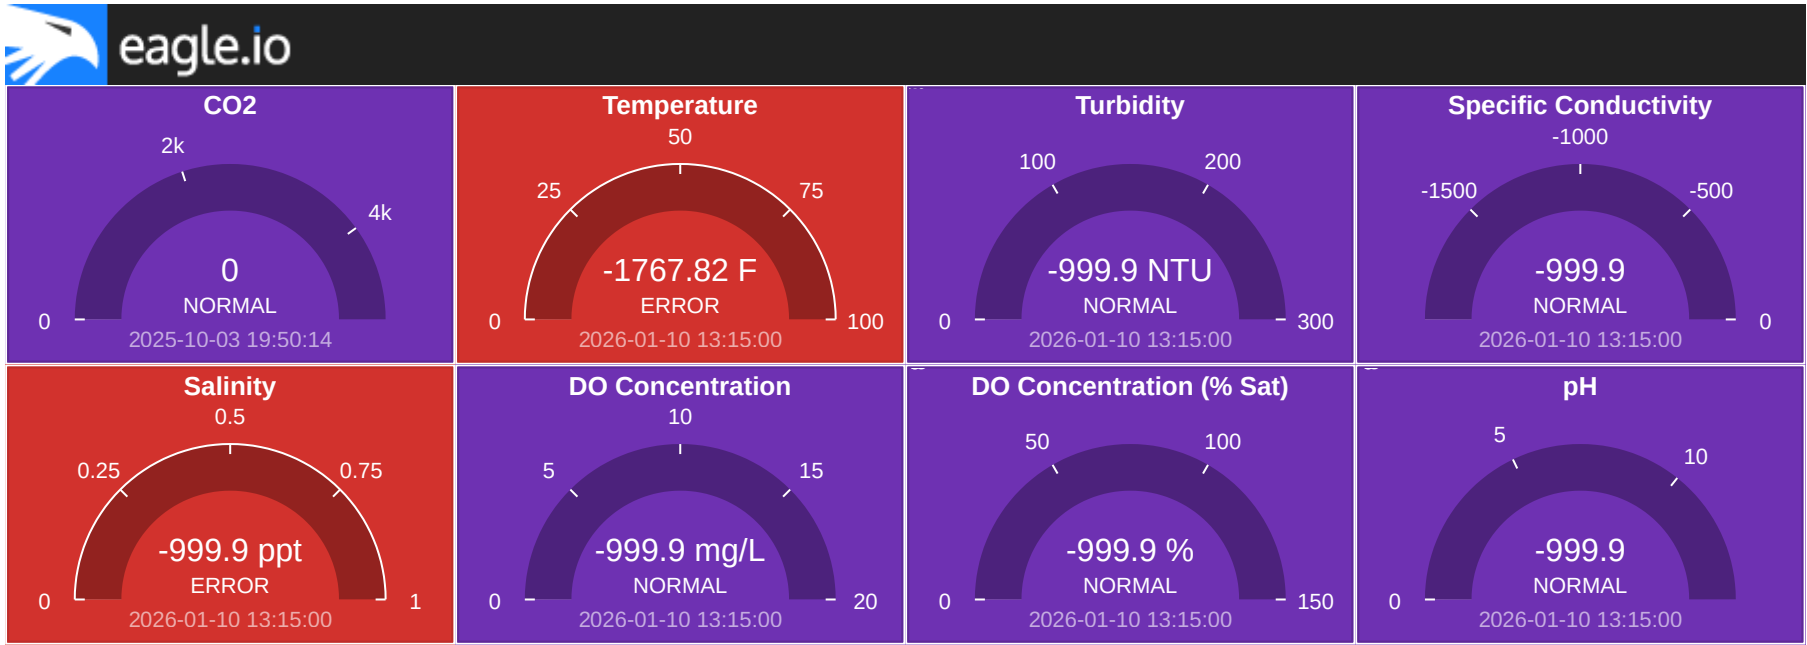 eagle.io
CO2
2k
4k
0
0
NORMAL
2025-10-03 19:50:14
Temperature
50
25
75
-1767.82 F
ERROR
0
100
2026-01-10 13:15:00
Turbidity
100
200
-999.9 NTU
NORMAL
0
300
2026-01-10 13:15:00
Specific Conductivity
-1000
-1500
-500
-999.9
NORMAL
0
2026-01-10 13:15:00
Salinity
0.5
0.25
0.75
-999.9 ppt
ERROR
0
1
2026-01-10 13:15:00
DO Concentration
10
5
15
-999.9 mg/L
NORMAL
0
20
2026-01-10 13:15:00
DO Concentration (% Sat)
50
100
-999.9 %
NORMAL
0
150
2026-01-10 13:15:00
pH
5
10
-999.9
NORMAL
0
2026-01-10 13:15:00